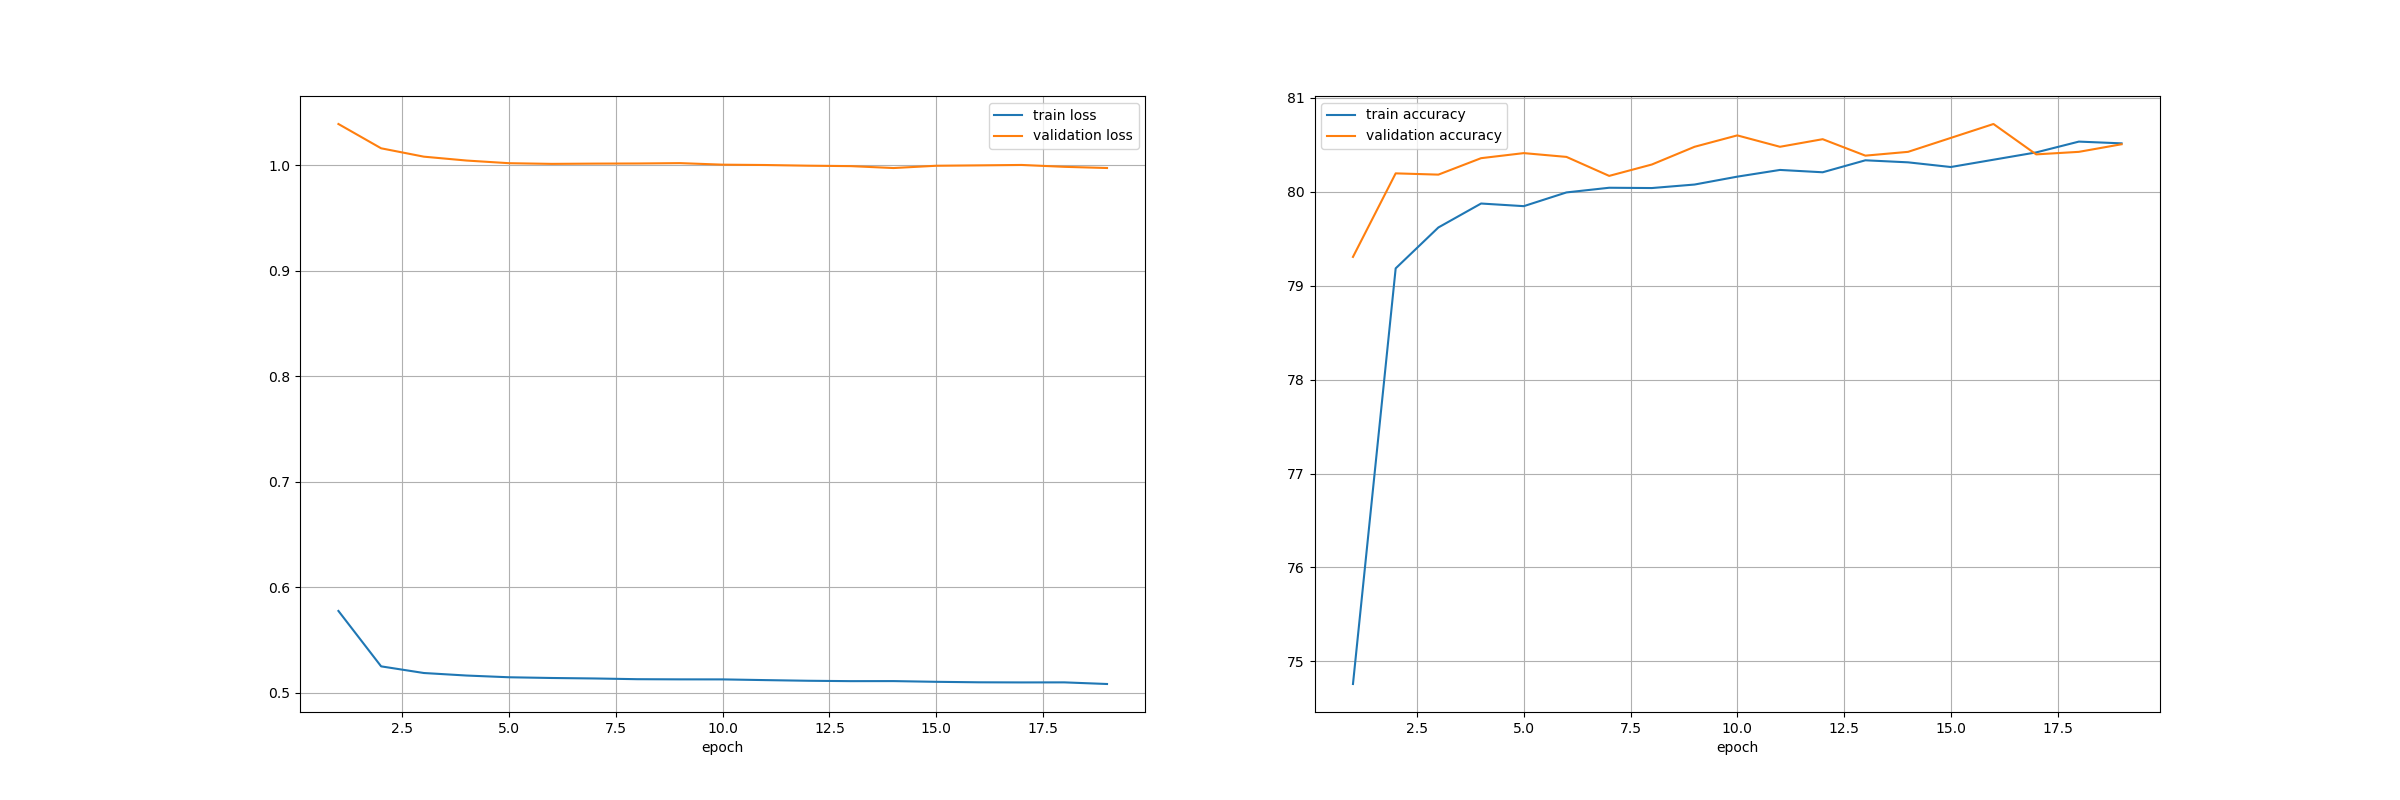 train loss
validation loss
1.0
0.9
0.8
0.7
0.6
0.5
2.5 5.0 7.5 10.0 12.5 15.0 17.5
epoch
train accuracy
validation accuracy
81
80
79
78
77
76
75
2.5 5.0 7.5 10.0 12.5 15.0 17.5
epoch